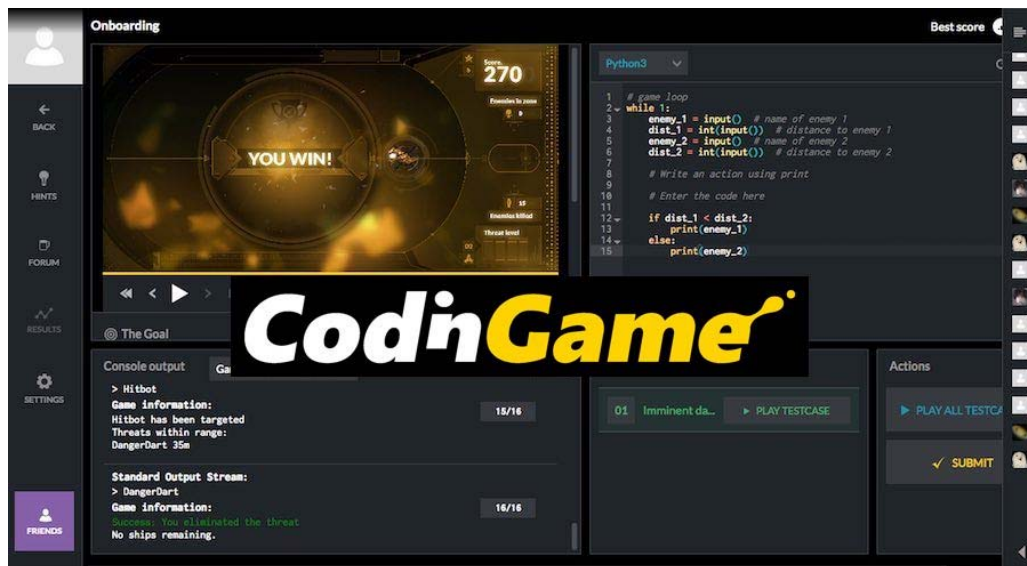 Onboarding
Best score
BACK
HINTS
FORUM
RESULTS
SETTINGS
FRIENDS
Score
270
Enemies in zone
0
YOU WIN!
15
Enemies killed
Threat level
The Goal
Python3
1 # game loop
2 while 1:
3 enemy_1 = input() # name of enemy 1
4 dist_1 = int(input()) # distance to enemy 1
5 enemy_2 = input() # name of enemy 2
6 dist_2 = int(input()) # distance to enemy 2
7
8 # Write an action using print
9
10 # Enter the code here
11
12 if dist_1 < dist_2:
13 print(enemy_1)
14 else:
15 print(enemy_2)
CodinGame
Console output
Ga
> Hitbot
Game information:
15/16
Hitbot has been targeted
Threats within range:
DangerDart 35m
Standard Output Stream:
> DangerDart
Game information:
16/16
Success: You eliminated the threat
No ships remaining.
01 Imminent da... PLAY TESTCASE
Actions
PLAY ALL TESTCA
SUBMIT